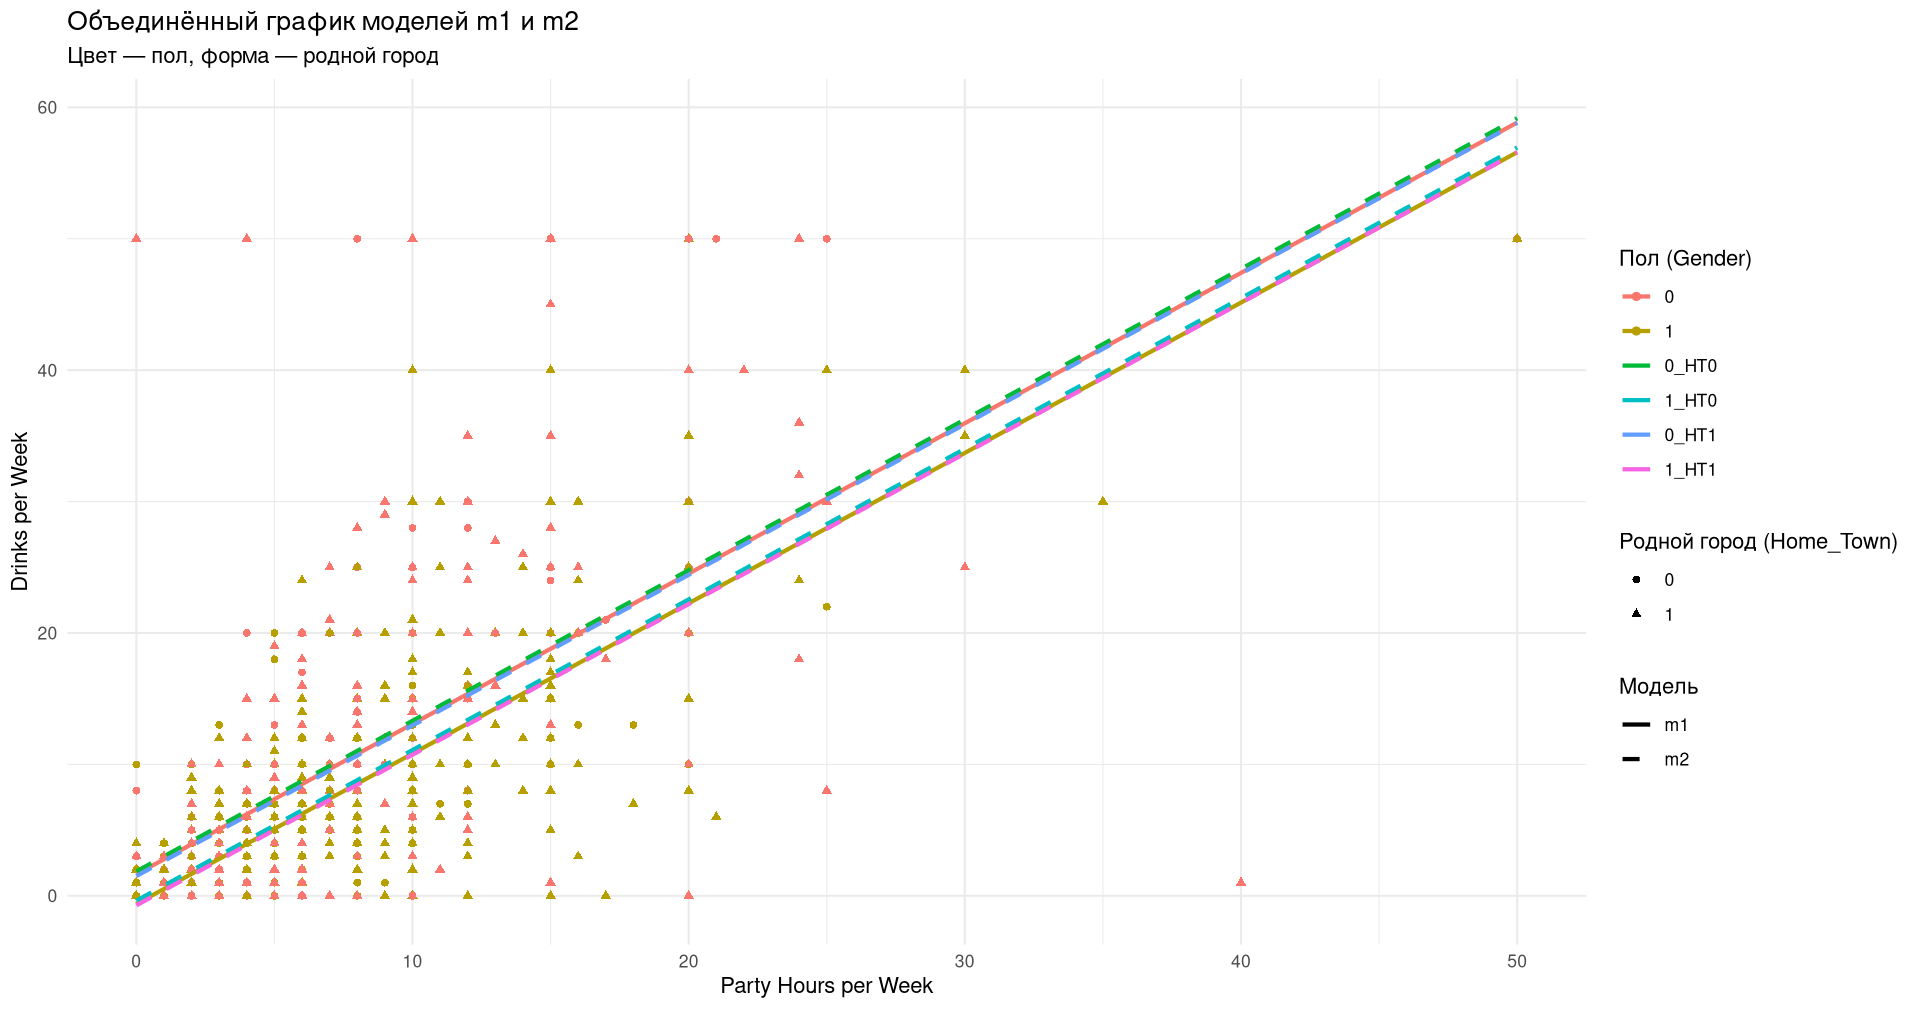 Объединённый график моделей m1 и m2
Цвет — пол, форма — родной город
60
40
20
0
Drinks per Week
0
10
20
30
40
50
Party Hours per Week
Пол (Gender)
0
1
0_HT0
1_HT0
0_HT1
1_HT1
Родной город (Home_Town)
0
1
Модель
m1
m2